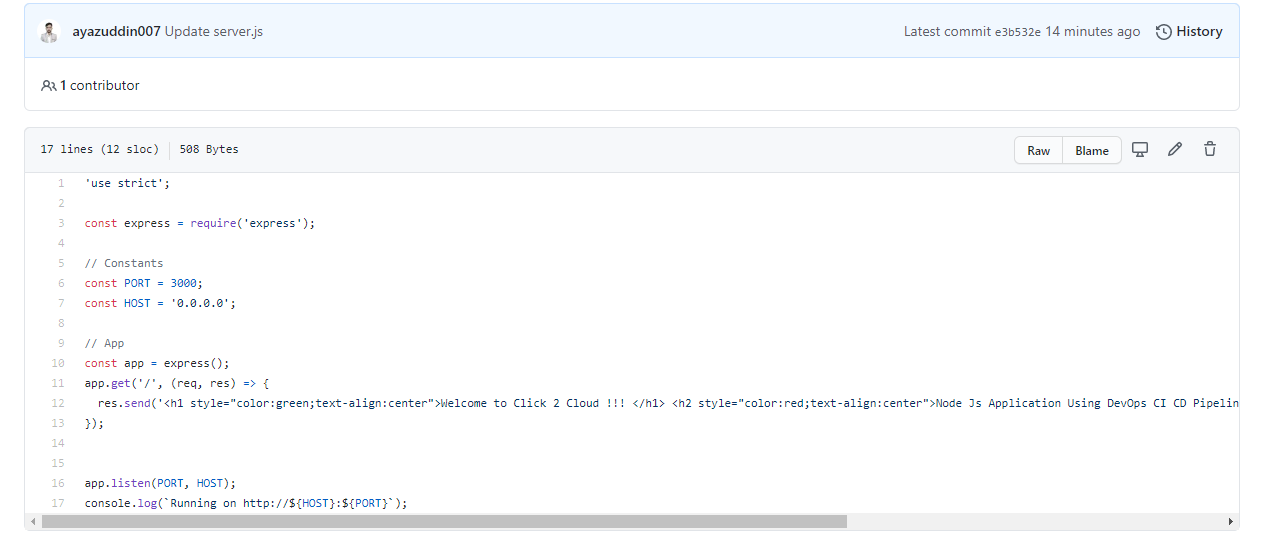 ayazuddin007 Update server.js
Latest commit e3b532e 14 minutes ago History
1 contributor
17 lines (12 sloc) 508 Bytes
Raw Blame
1 'use strict';
2
3 const express = require('express');
4
5 // Constants
6 const PORT = 3000;
7 const HOST = '0.0.0.0';
8
9 // App
10 const app = express();
11 app.get('/', (req, res) => {
12 res.send('<h1 style="color:green;text-align:center">Welcome to Click 2 Cloud !!! </h1> <h2 style="color:red;text-align:center">Node Js Application Using DevOps CI CD Pipelin
13 });
14
15
16 app.listen(PORT, HOST);
17 console.log(`Running on http://${HOST}:${PORT}`);